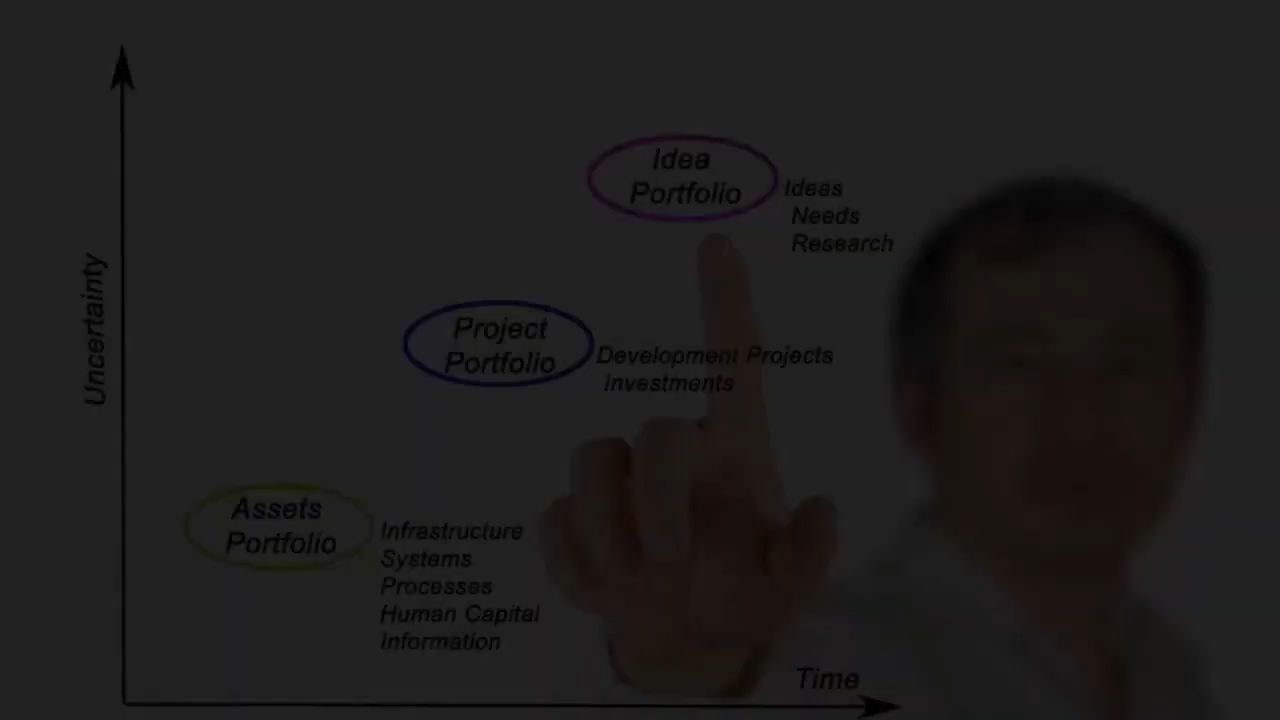 Idea
Portfolio
Ideas
Needs
Research
Uncertainty
Project
Portfolio
Development Projects
Investments
Assets
Portfolio
Infrastructure
Systems
Processes
Human Capital
Information
Time